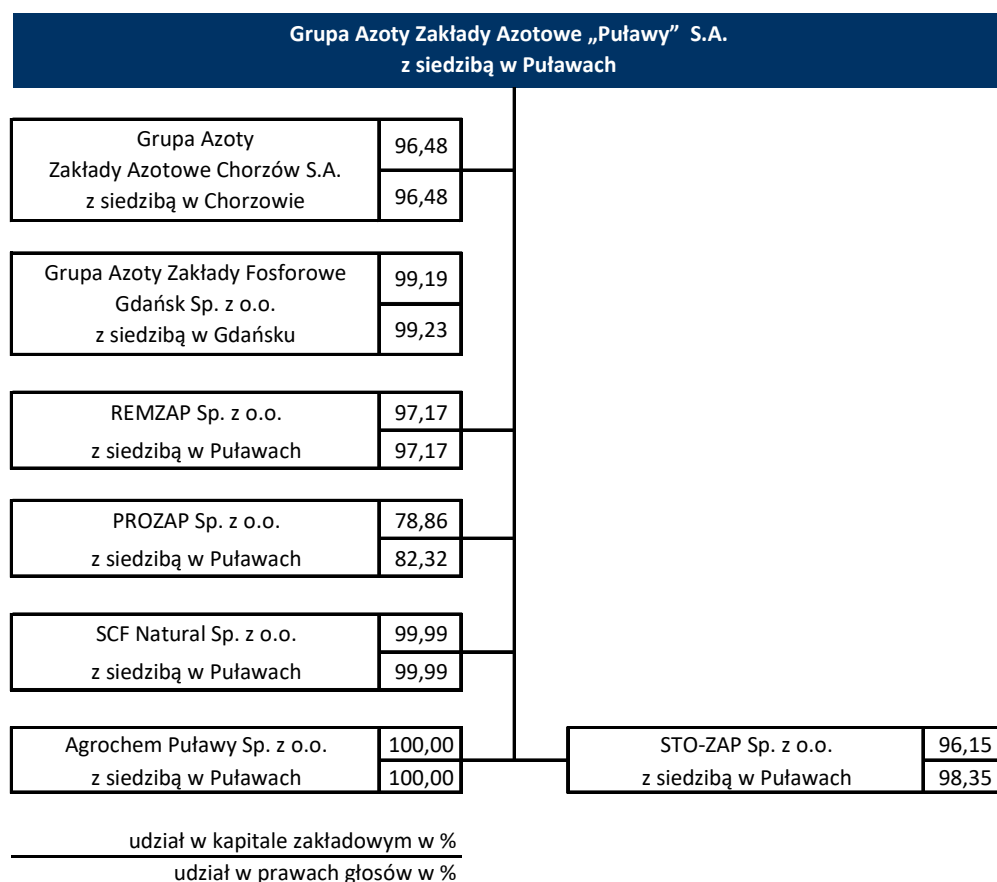 Grupa Azoty Zakłady Azotowe „Puławy” S.A.
z siedzibą w Puławach
Grupa Azoty
Zakłady Azotowe Chorzów S.A.
z siedzibą w Chorzowie
96,48
96,48
Grupa Azoty Zakłady Fosforowe
Gdańsk Sp. z o.o.
z siedzibą w Gdańsku
99,19
99,23
REMZAP Sp. z o.o.
z siedzibą w Puławach
97,17
97,17
PROZAP Sp. z o.o.
z siedzibą w Puławach
78,86
82,32
SCF Natural Sp. z o.o.
z siedzibą w Puławach
99,99
99,99
Agrochem Puławy Sp. z o.o.
z siedzibą w Puławach
100,00
100,00
STO-ZAP Sp. z o.o.
z siedzibą w Puławach
96,15
98,35
udział w kapitale zakładowym w %
udział w prawach głosów w %